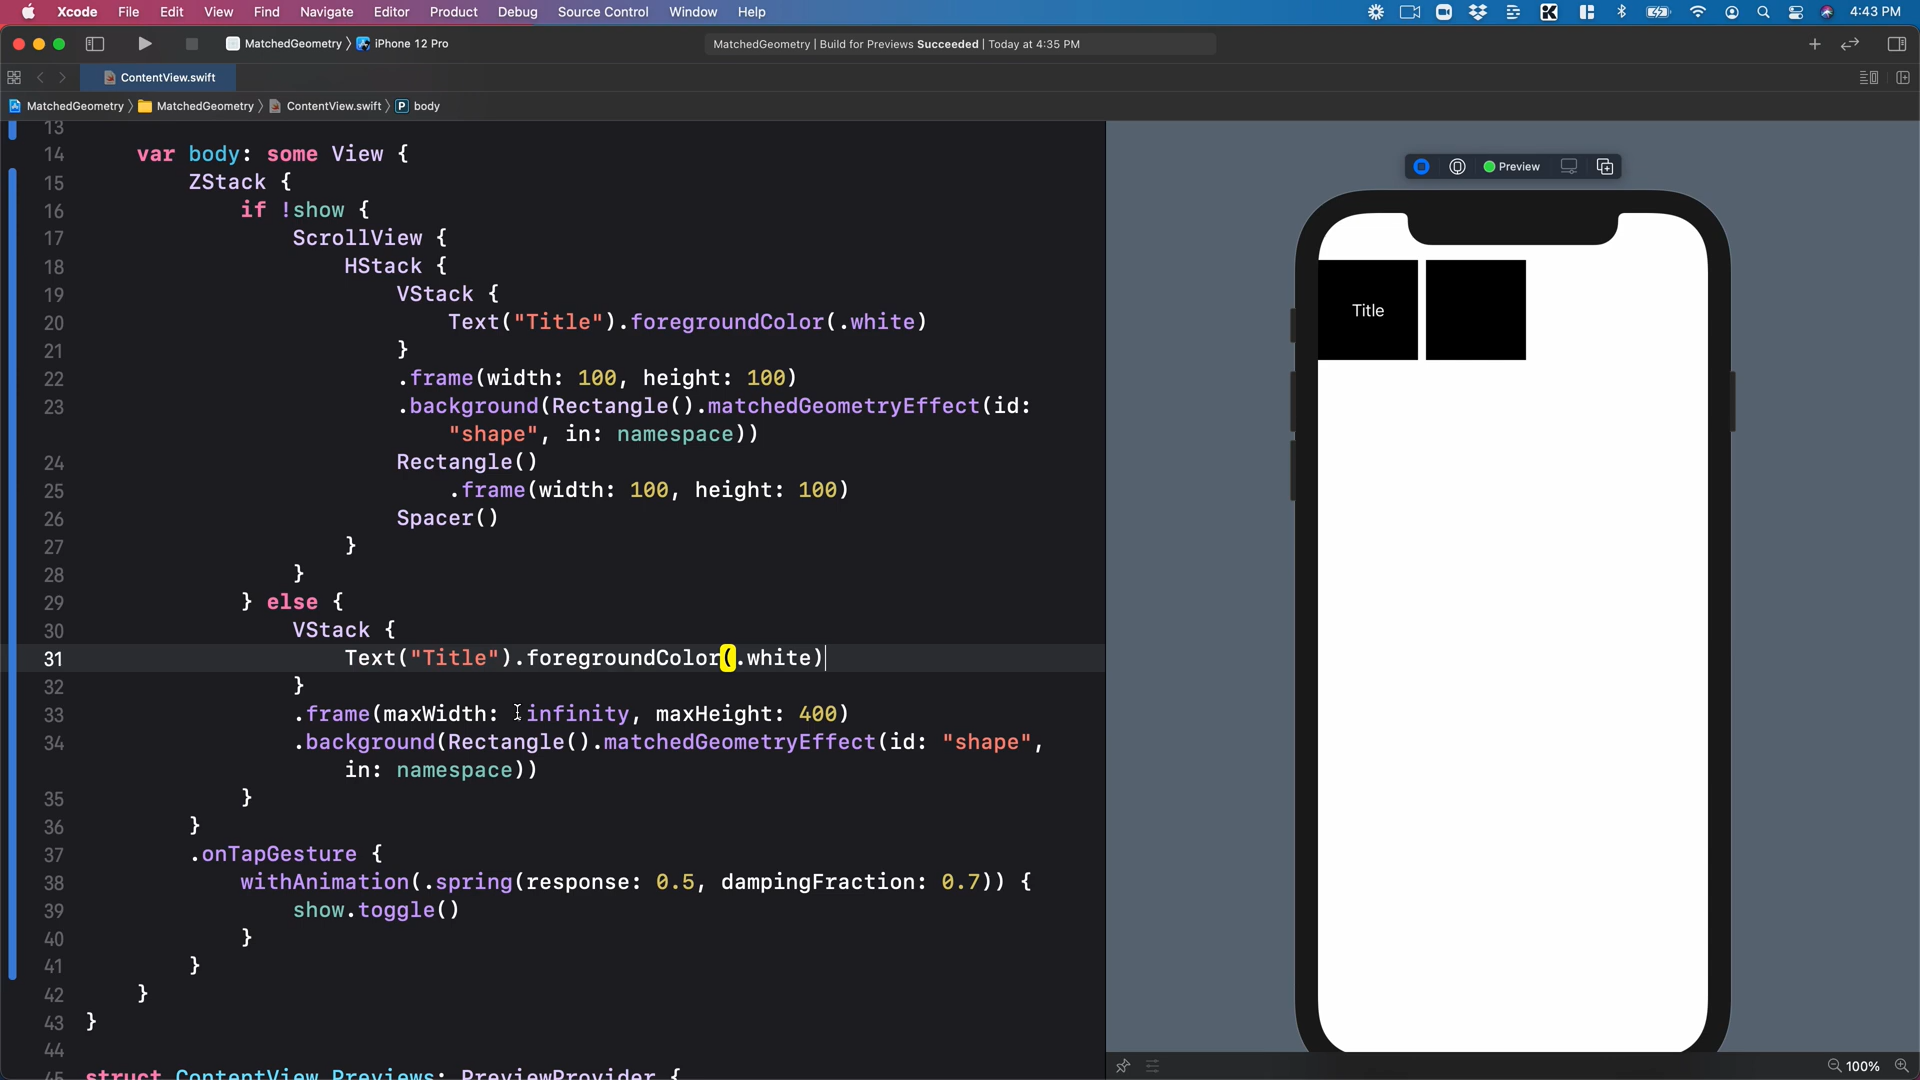 Xcode File Edit View Find Navigate Editor Product Debug Source Control Window Help 4:43 PM
MatchedGeometry iPhone 12 Pro MatchedGeometry | Build for Previews Succeeded | Today at 4:35 PM
ContentView.swift
MatchedGeometry MatchedGeometry ContentView.swift P body
13
14 var body: some View {
15 ZStack {
16 if !show {
17 ScrollView {
18 HStack {
19 VStack {
20 Text("Title").foregroundColor(.white)
21 }
22 .frame(width: 100, height: 100)
23 .background(Rectangle().matchedGeometryEffect(id:
"shape", in: namespace))
24 Rectangle()
25 .frame(width: 100, height: 100)
26 Spacer()
27 }
28 }
29 } else {
30 VStack {
31 Text("Title").foregroundColor(.white)
32 }
33 .frame(maxWidth: .infinity, maxHeight: 400)
34 .background(Rectangle().matchedGeometryEffect(id: "shape",
in: namespace))
35 }
36 }
37 .onTapGesture {
38 withAnimation(.spring(response: 0.5, dampingFraction: 0.7)) {
39 show.toggle()
40 }
41 }
42 }
43 }
44
45 struct ContentView_Previews: PreviewProvider {
Preview
Title
100%